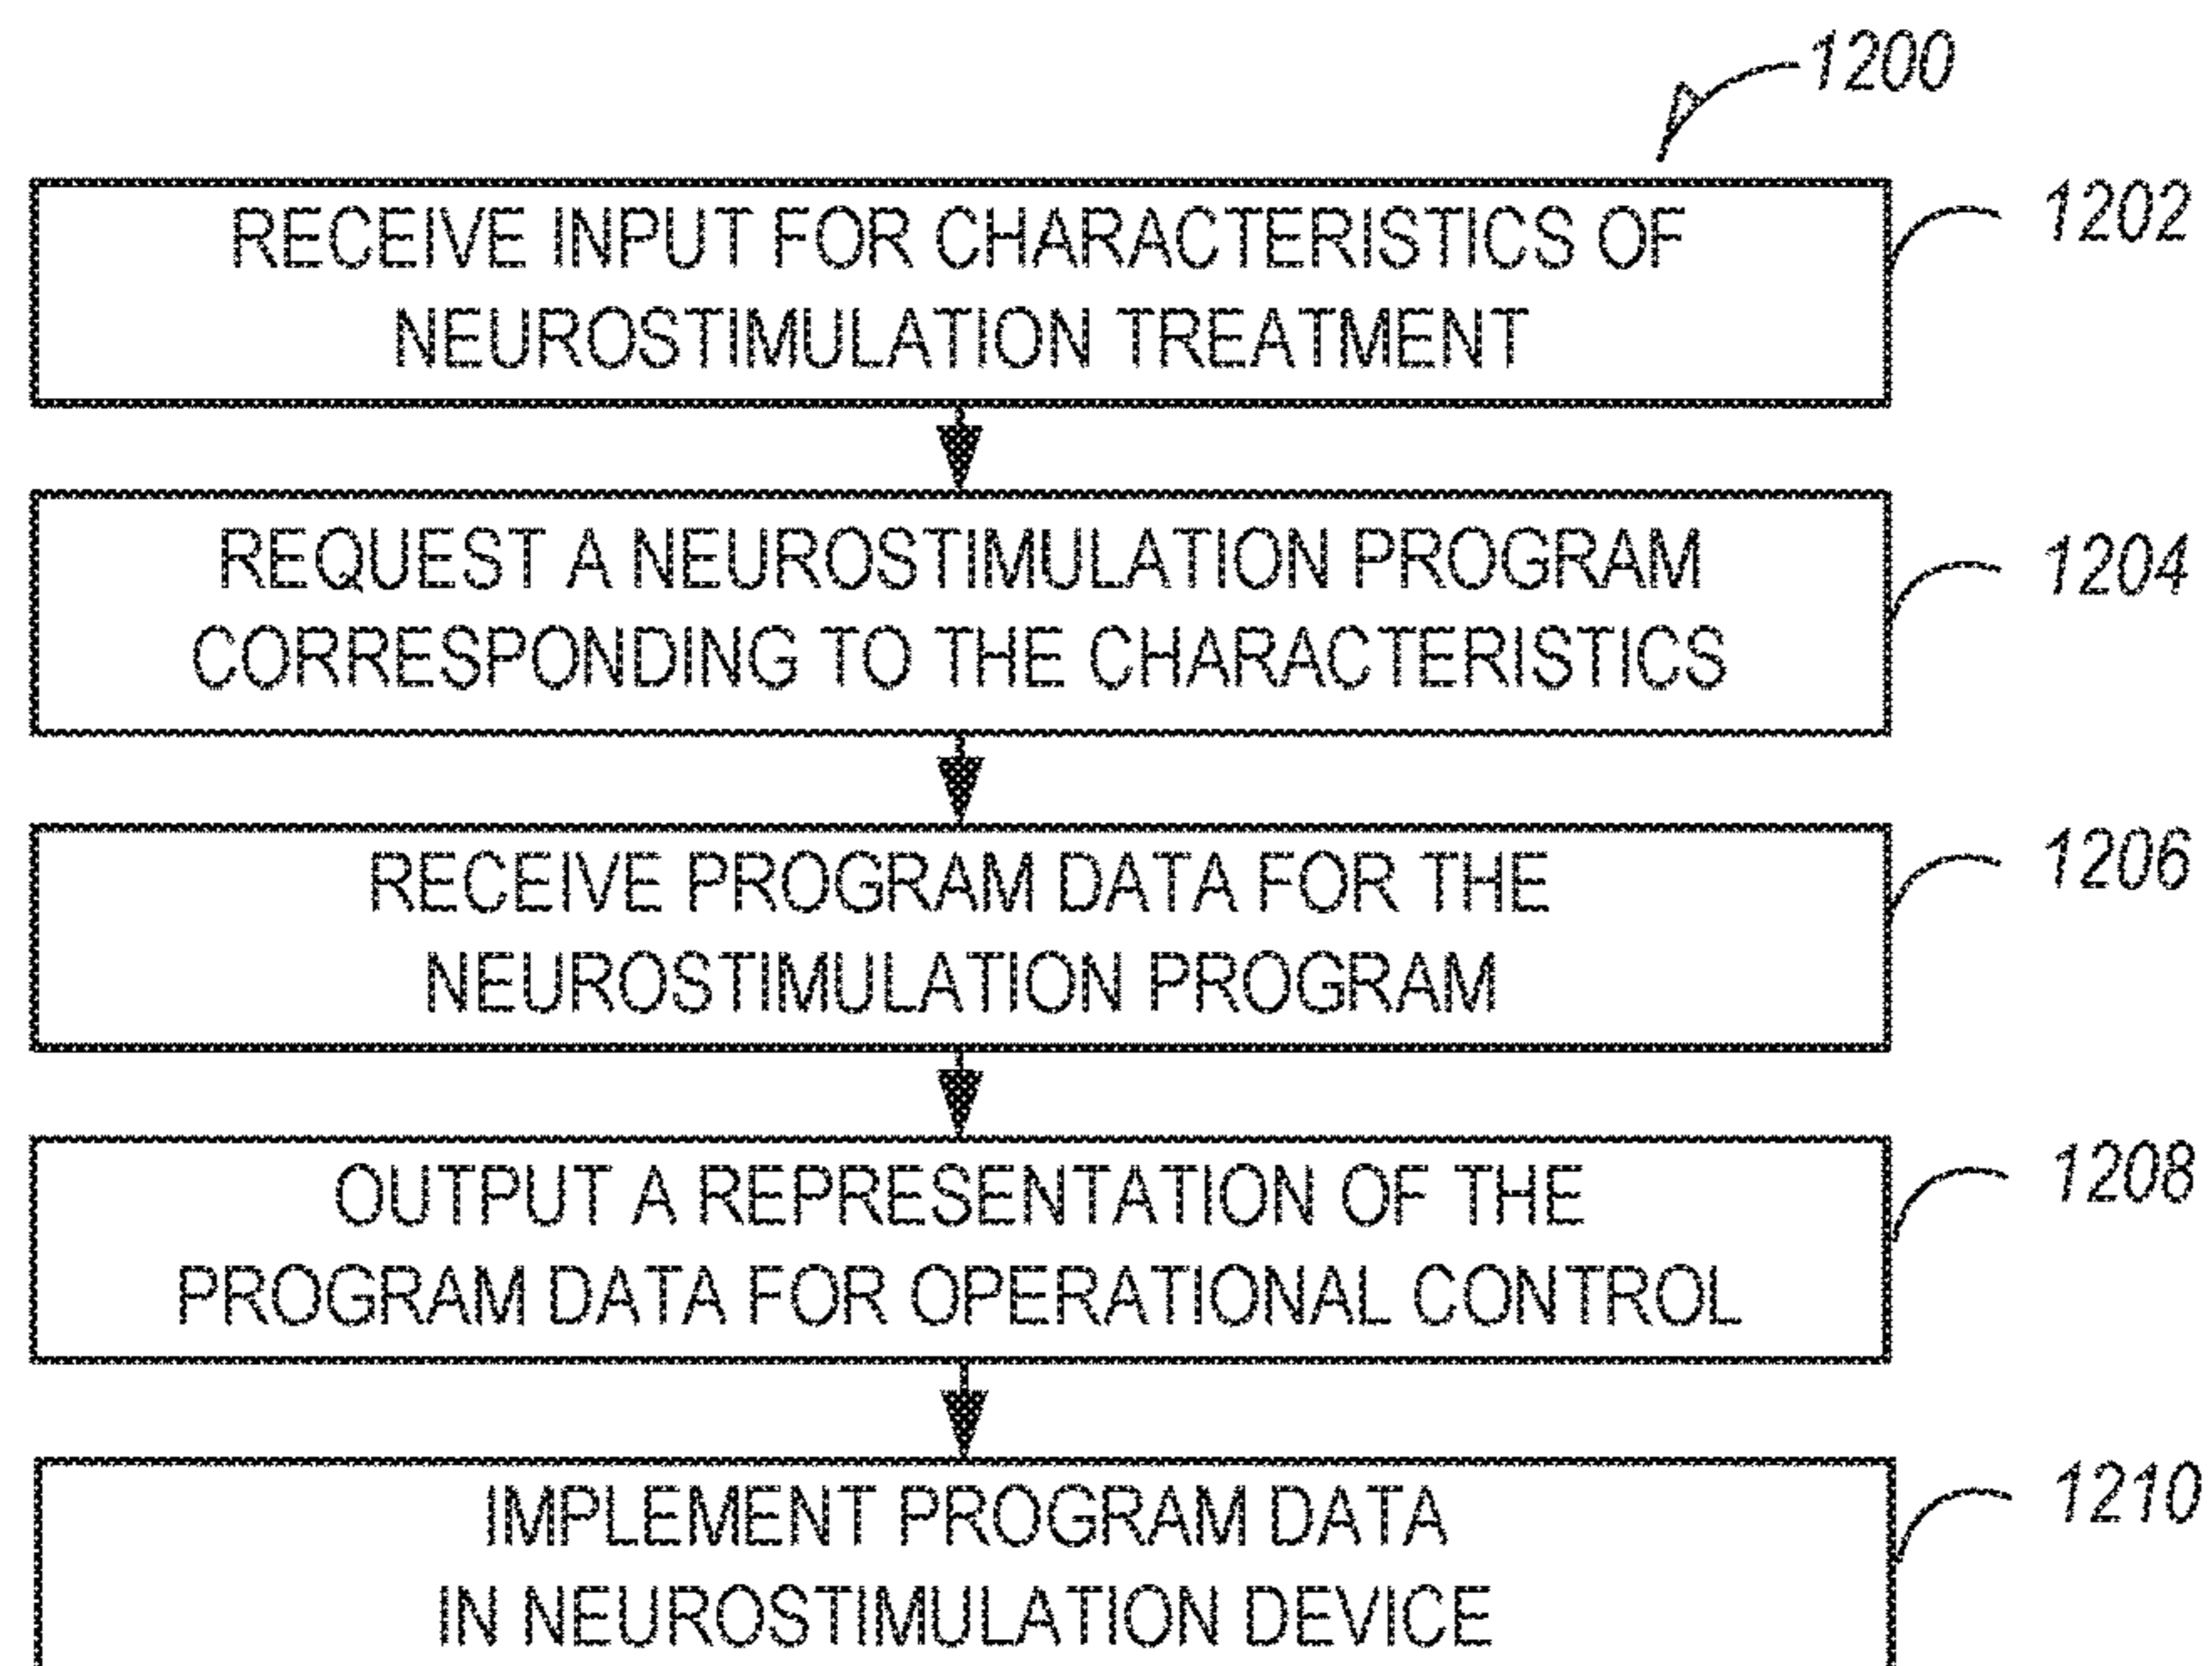 1200
RECEIVE INPUT FOR CHARACTERISTICS OF
NEUROSTIMULATION TREATMENT
1202
REQUEST A NEUROSTIMULATION PROGRAM
CORRESPONDING TO THE CHARACTERISTICS
1204
RECEIVE PROGRAM DATA FOR THE
NEUROSTIMULATION PROGRAM
1206
OUTPUT A REPRESENTATION OF THE
PROGRAM DATA FOR OPERATIONAL CONTROL
1208
IMPLEMENT PROGRAM DATA
IN NEUROSTIMULATION DEVICE
1210